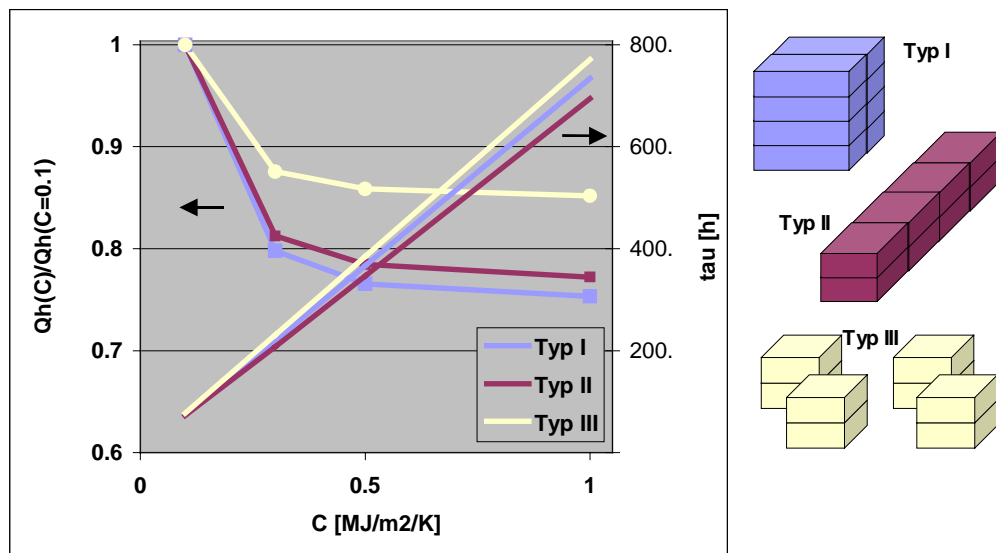 1
0.9
0.8
0.7
0.6
0
0.5
1
800.
600.
400.
200.
Qh(C)/Qh(C=0.1)
C [MJ/m2/K]
tau [h]
Typ I
Typ II
Typ III
Typ I
Typ II
Typ III